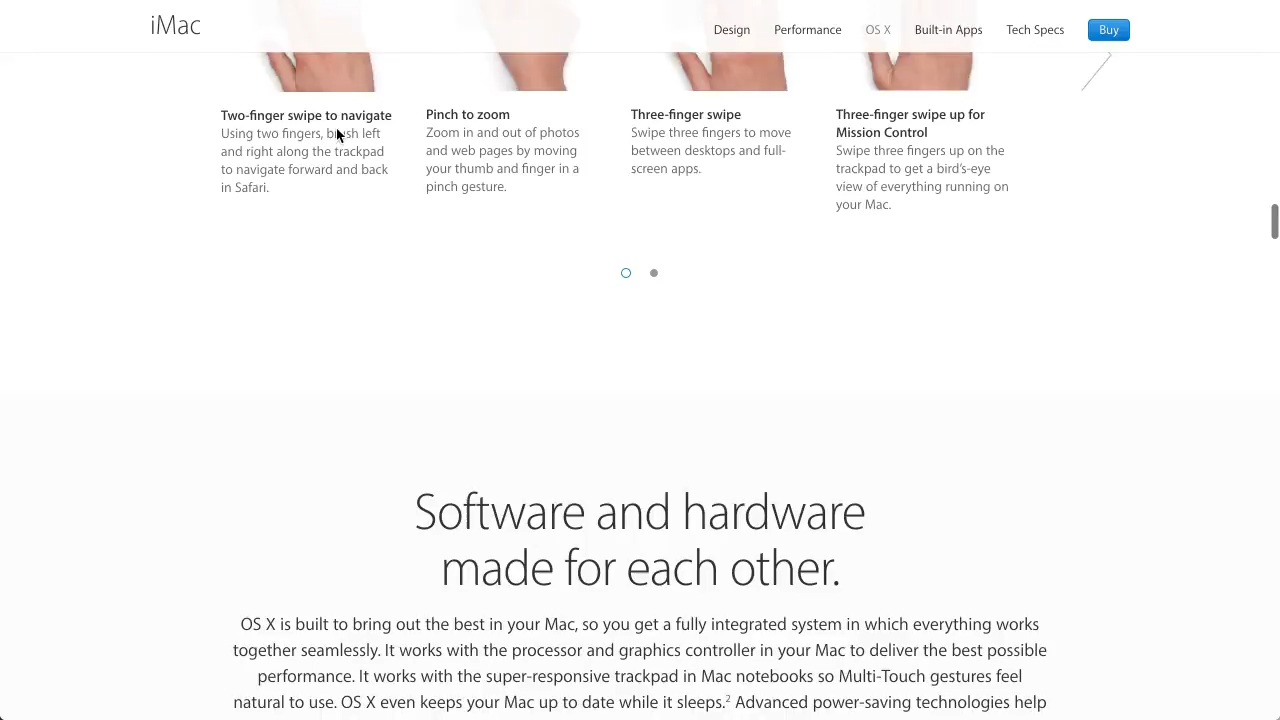 iMac
Design
Performance
OS X
Built-in Apps
Tech Specs
Buy
Two-finger swipe to navigate
Using two fingers, brush left
and right along the trackpad
to navigate forward and back
in Safari.
Pinch to zoom
Zoom in and out of photos
and web pages by moving
your thumb and finger in a
pinch gesture.
Three-finger swipe
Swipe three fingers to move
between desktops and full-
screen apps.
Three-finger swipe up for
Mission Control
Swipe three fingers up on the
trackpad to get a bird's-eye
view of everything running on
your Mac.
Software and hardware
made for each other.
OS X is built to bring out the best in your Mac, so you get a fully integrated system in which everything works
together seamlessly. It works with the processor and graphics controller in your Mac to deliver the best possible
performance. It works with the super-responsive trackpad in Mac notebooks so Multi-Touch gestures feel
natural to use. OS X even keeps your Mac up to date while it sleeps.² Advanced power-saving technologies help